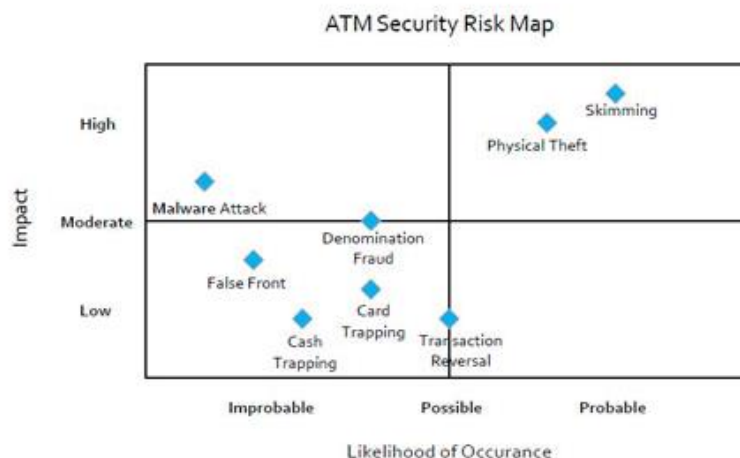 ATM Security Risk Map
High
Skimming
Physical Theft
Malware Attack
Impact
Moderate
Denomination
Fraud
False Front
Low
Card
Trapping
Cash
Trapping
Transaction
Reversal
Improbable
Possible
Probable
Likelihood of Occurance